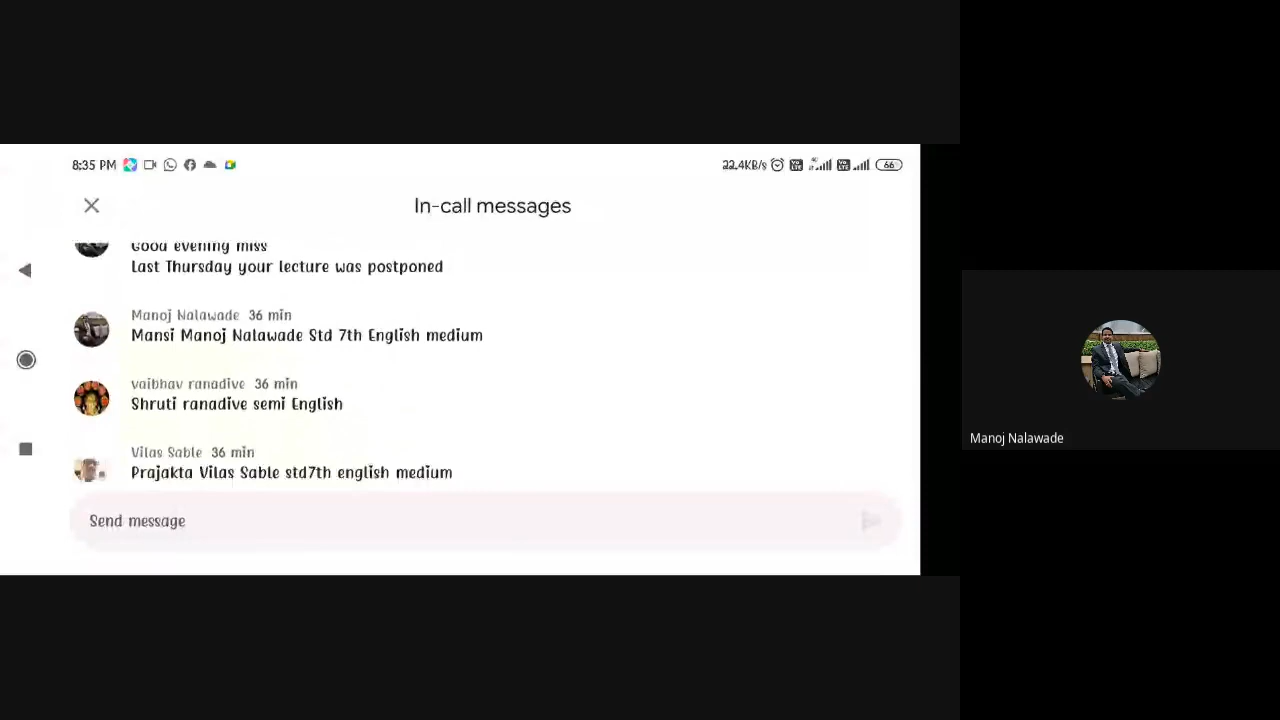 8:35 PM
22.4KB/s
66
In-call messages
Good evening miss
Last Thursday your lecture was postponed
Manoj Nalawade 36 min
Mansi Manoj Nalawade Std 7th English medium
vaibhav ranadive 36 min
Shruti ranadive semi English
Vilas Sable 36 min
Prajakta Vilas Sable std7th english medium
Send message
Manoj Nalawade